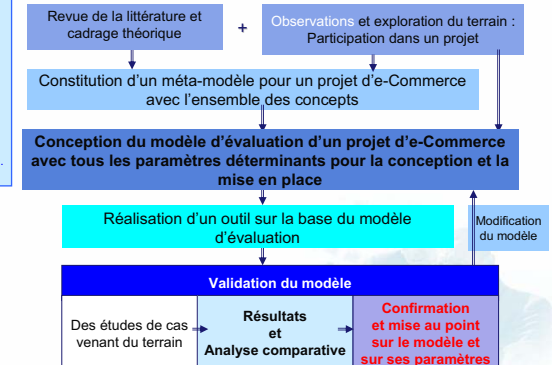 Revue de la littérature et
cadrage théorique
+
Observations et exploration du terrain :
Participation dans un projet
Constitution d'un méta-modèle pour un projet d'e-Commerce
avec l'ensemble des concepts
Conception du modèle d'évaluation d'un projet d'e-Commerce
avec tous les paramètres déterminants pour la conception et la
mise en place
Réalisation d'un outil sur la base du modèle
d'évaluation
Modification
du modèle
Validation du modèle
Des études de cas
venant du terrain
Résultats
et
Analyse comparative
Confirmation
et mise au point
sur le modèle et
sur ses paramètres